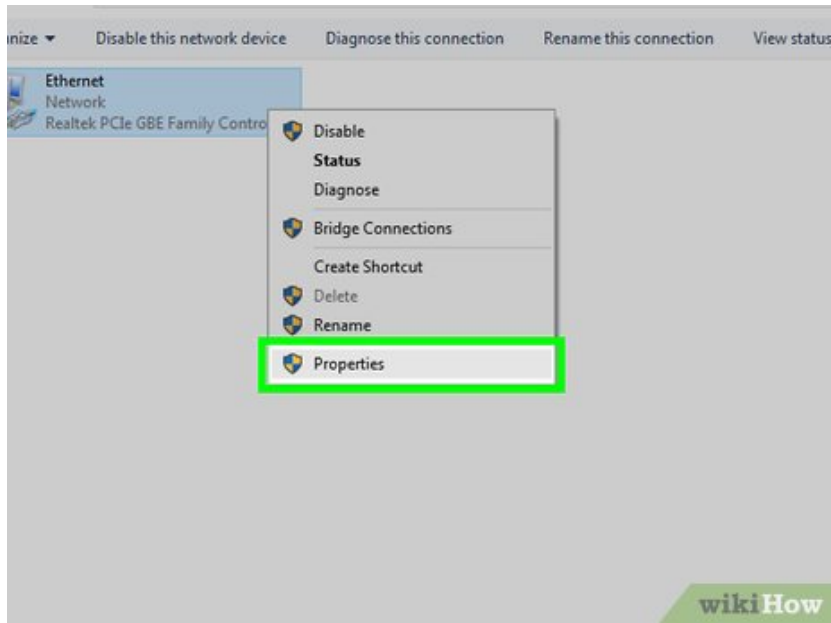 nize Disable this network device Diagnose this connection Rename this connection View status
Ethernet
Network
Realtek PCIe GBE Family Contro
Disable
Status
Diagnose
Bridge Connections
Create Shortcut
Delete
Rename
Properties
wikiHow